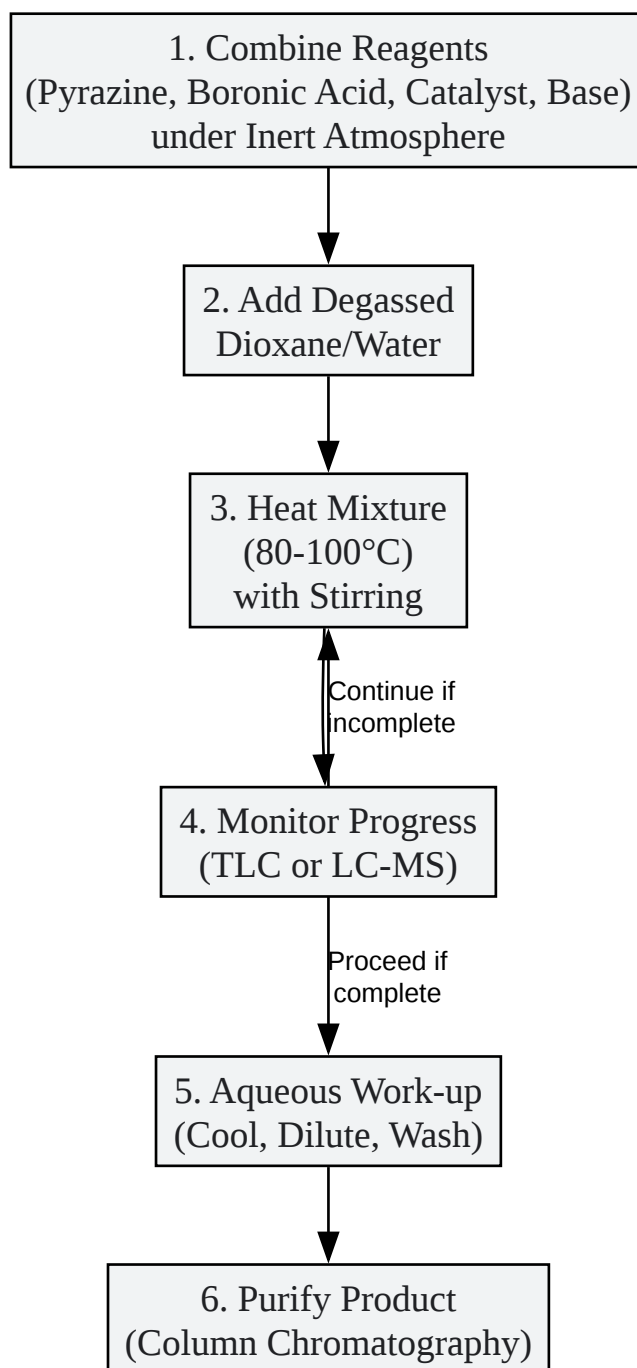 1. Combine Reagents
(Pyrazine, Boronic Acid, Catalyst, Base)
under Inert Atmosphere
2. Add Degassed
Dioxane/Water
3. Heat Mixture
(80-100°C)
with Stirring
Continue if
incomplete
4. Monitor Progress
(TLC or LC-MS)
Proceed if
complete
5. Aqueous Work-up
(Cool, Dilute, Wash)
6. Purify Product
(Column Chromatography)